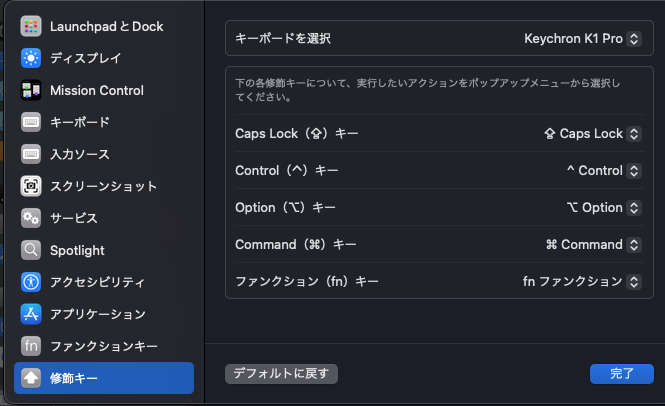 Launchpad と Dock
ディスプレイ
Mission Control
キーボード
入力ソース
スクリーンショット
サービス
Spotlight
アクセシビリティ
アプリケーション
fn ファンクションキー
修飾キー
キーボードを選択 Keychron K1 Pro
下の各修飾キーについて、実行したいアクションをポップアップメニューから選択し
てください。
Caps Lock（⇪）キー ⇪ Caps Lock
Control（^）キー ^ Control
Option（⌥）キー ⌥ Option
Command（⌘）キー ⌘ Command
ファンクション（fn）キー fn ファンクション
デフォルトに戻す 完了